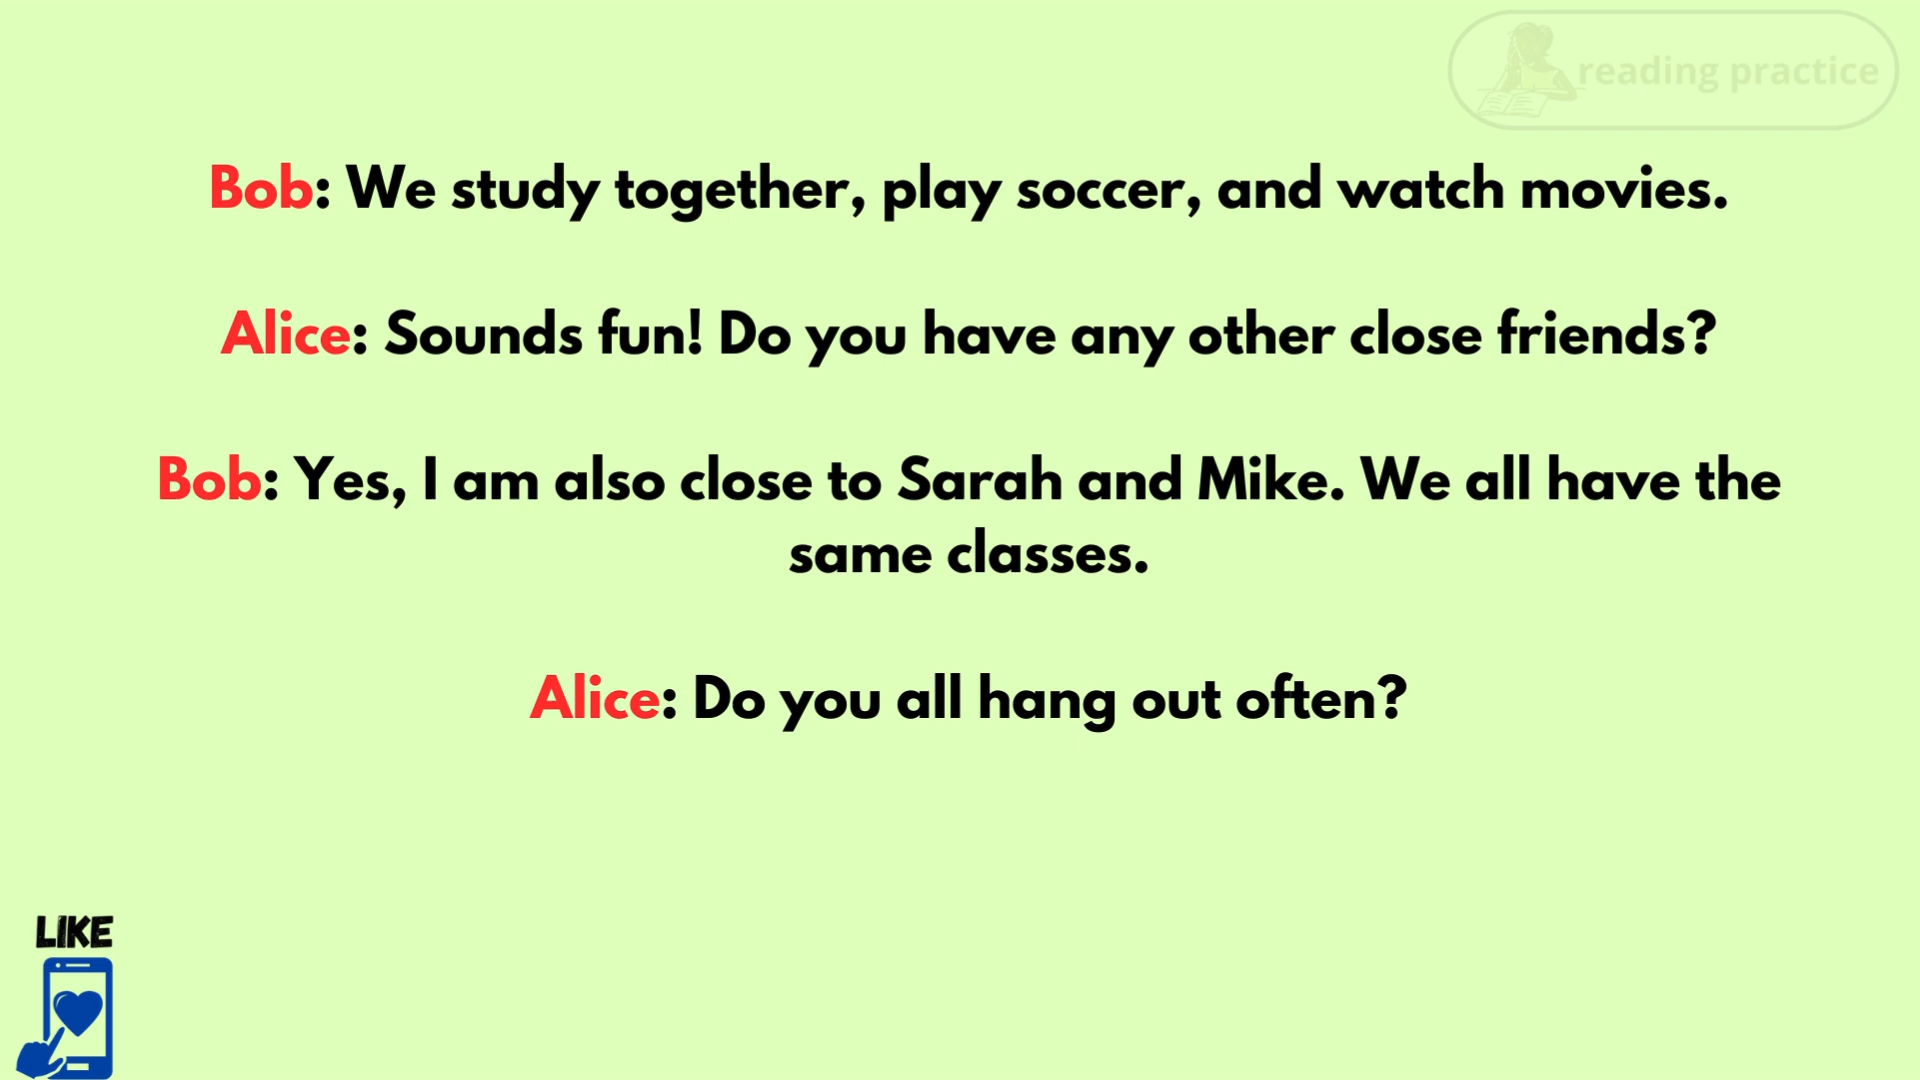 reading practice
Bob: We study together, play soccer, and watch movies.
Alice: Sounds fun! Do you have any other close friends?
Bob: Yes, I am also close to Sarah and Mike. We all have the
same classes.
Alice: Do you all hang out often?
LIKE